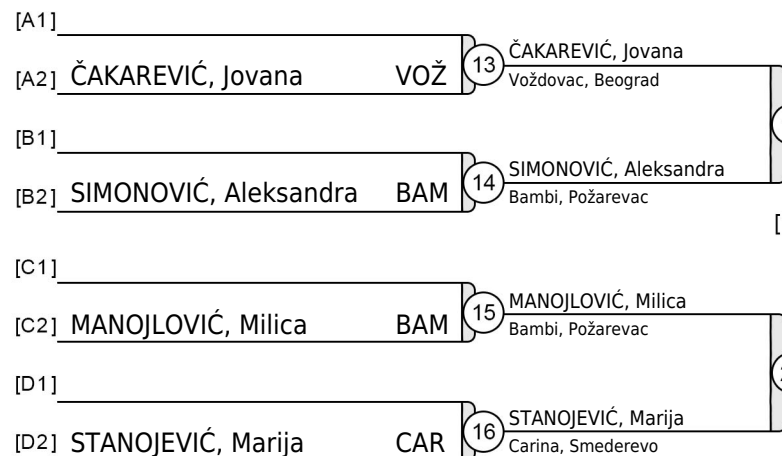 [A1]
[A2] ČAKAREVIĆ, Jovana VOŽ
13
ČAKAREVIĆ, Jovana
Voždovac, Beograd
[B1]
[B2] SIMONOVIĆ, Aleksandra BAM
14
SIMONOVIĆ, Aleksandra
Bambi, Požarevac
[
[C1]
[C2] MANOJLOVIĆ, Milica BAM
15
MANOJLOVIĆ, Milica
Bambi, Požarevac
[D1]
[D2] STANOJEVIĆ, Marija CAR
16
STANOJEVIĆ, Marija
Carina, Smederevo